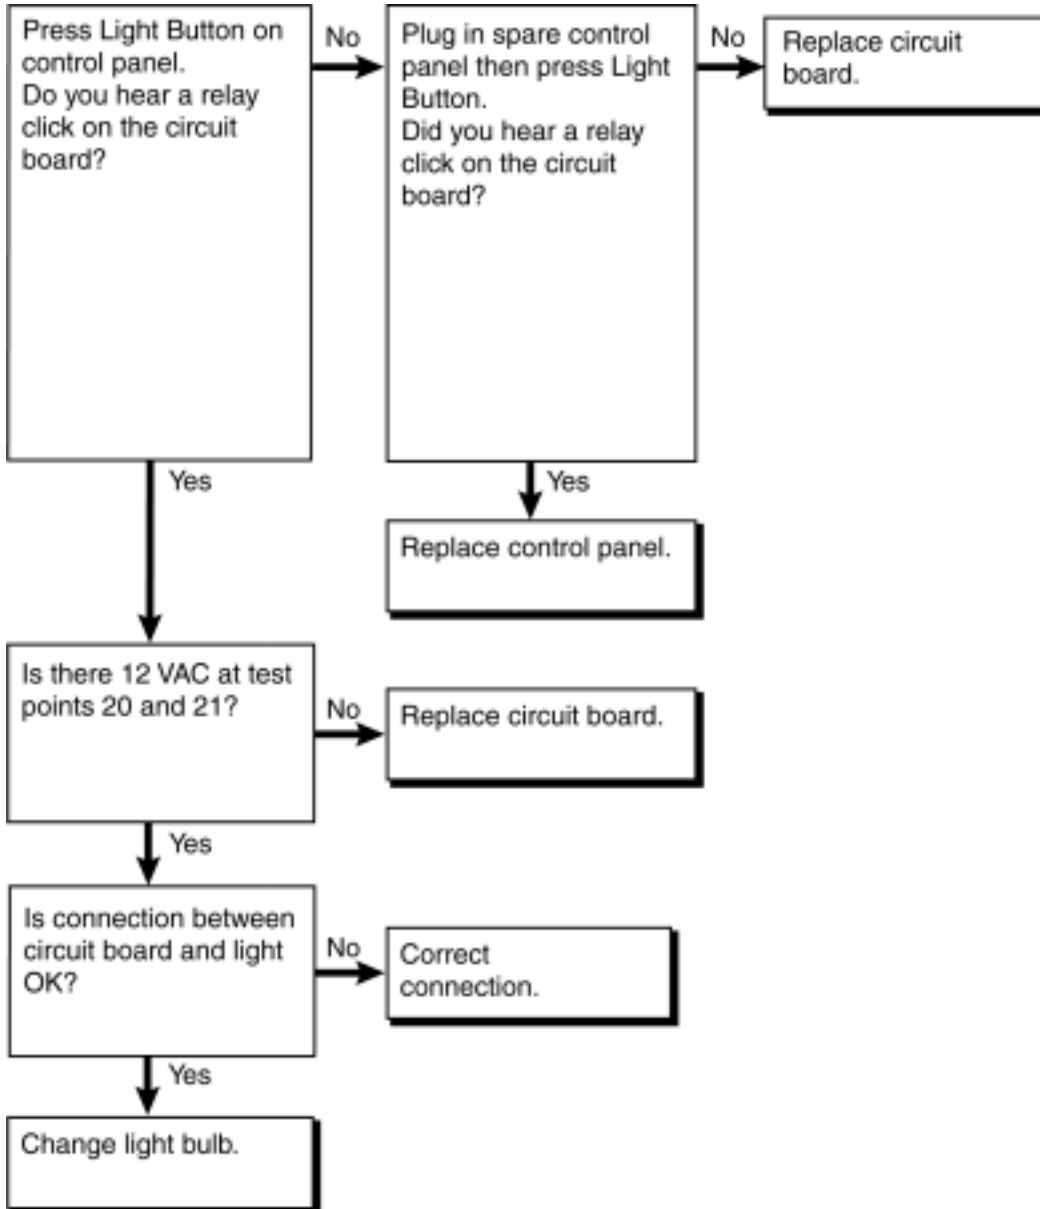 Press Light Button on
control panel.
Do you hear a relay
click on the circuit
board?
No
Plug in spare control
panel then press Light
Button.
Did you hear a relay
click on the circuit
board?
No
Replace circuit
board.
Yes
Yes
Replace control panel.
Is there 12 VAC at test
points 20 and 21?
No
Replace circuit board.
Yes
Is connection between
circuit board and light
OK?
No
Correct
connection.
Yes
Change light bulb.